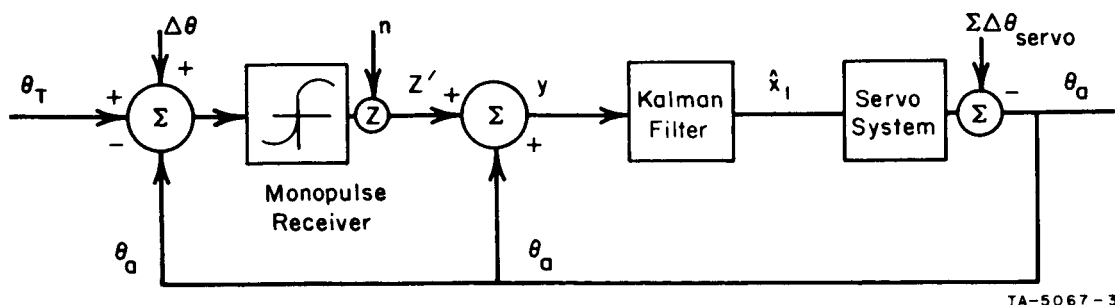 Δθ
n
ΣΔθservo
θT
+
+
−
Σ
Z
Z′
+
Σ
+
y
Kalman
Filter
x̂1
Servo
System
Σ
−
θa
Monopulse
Receiver
θa
θa
TA-5067-3